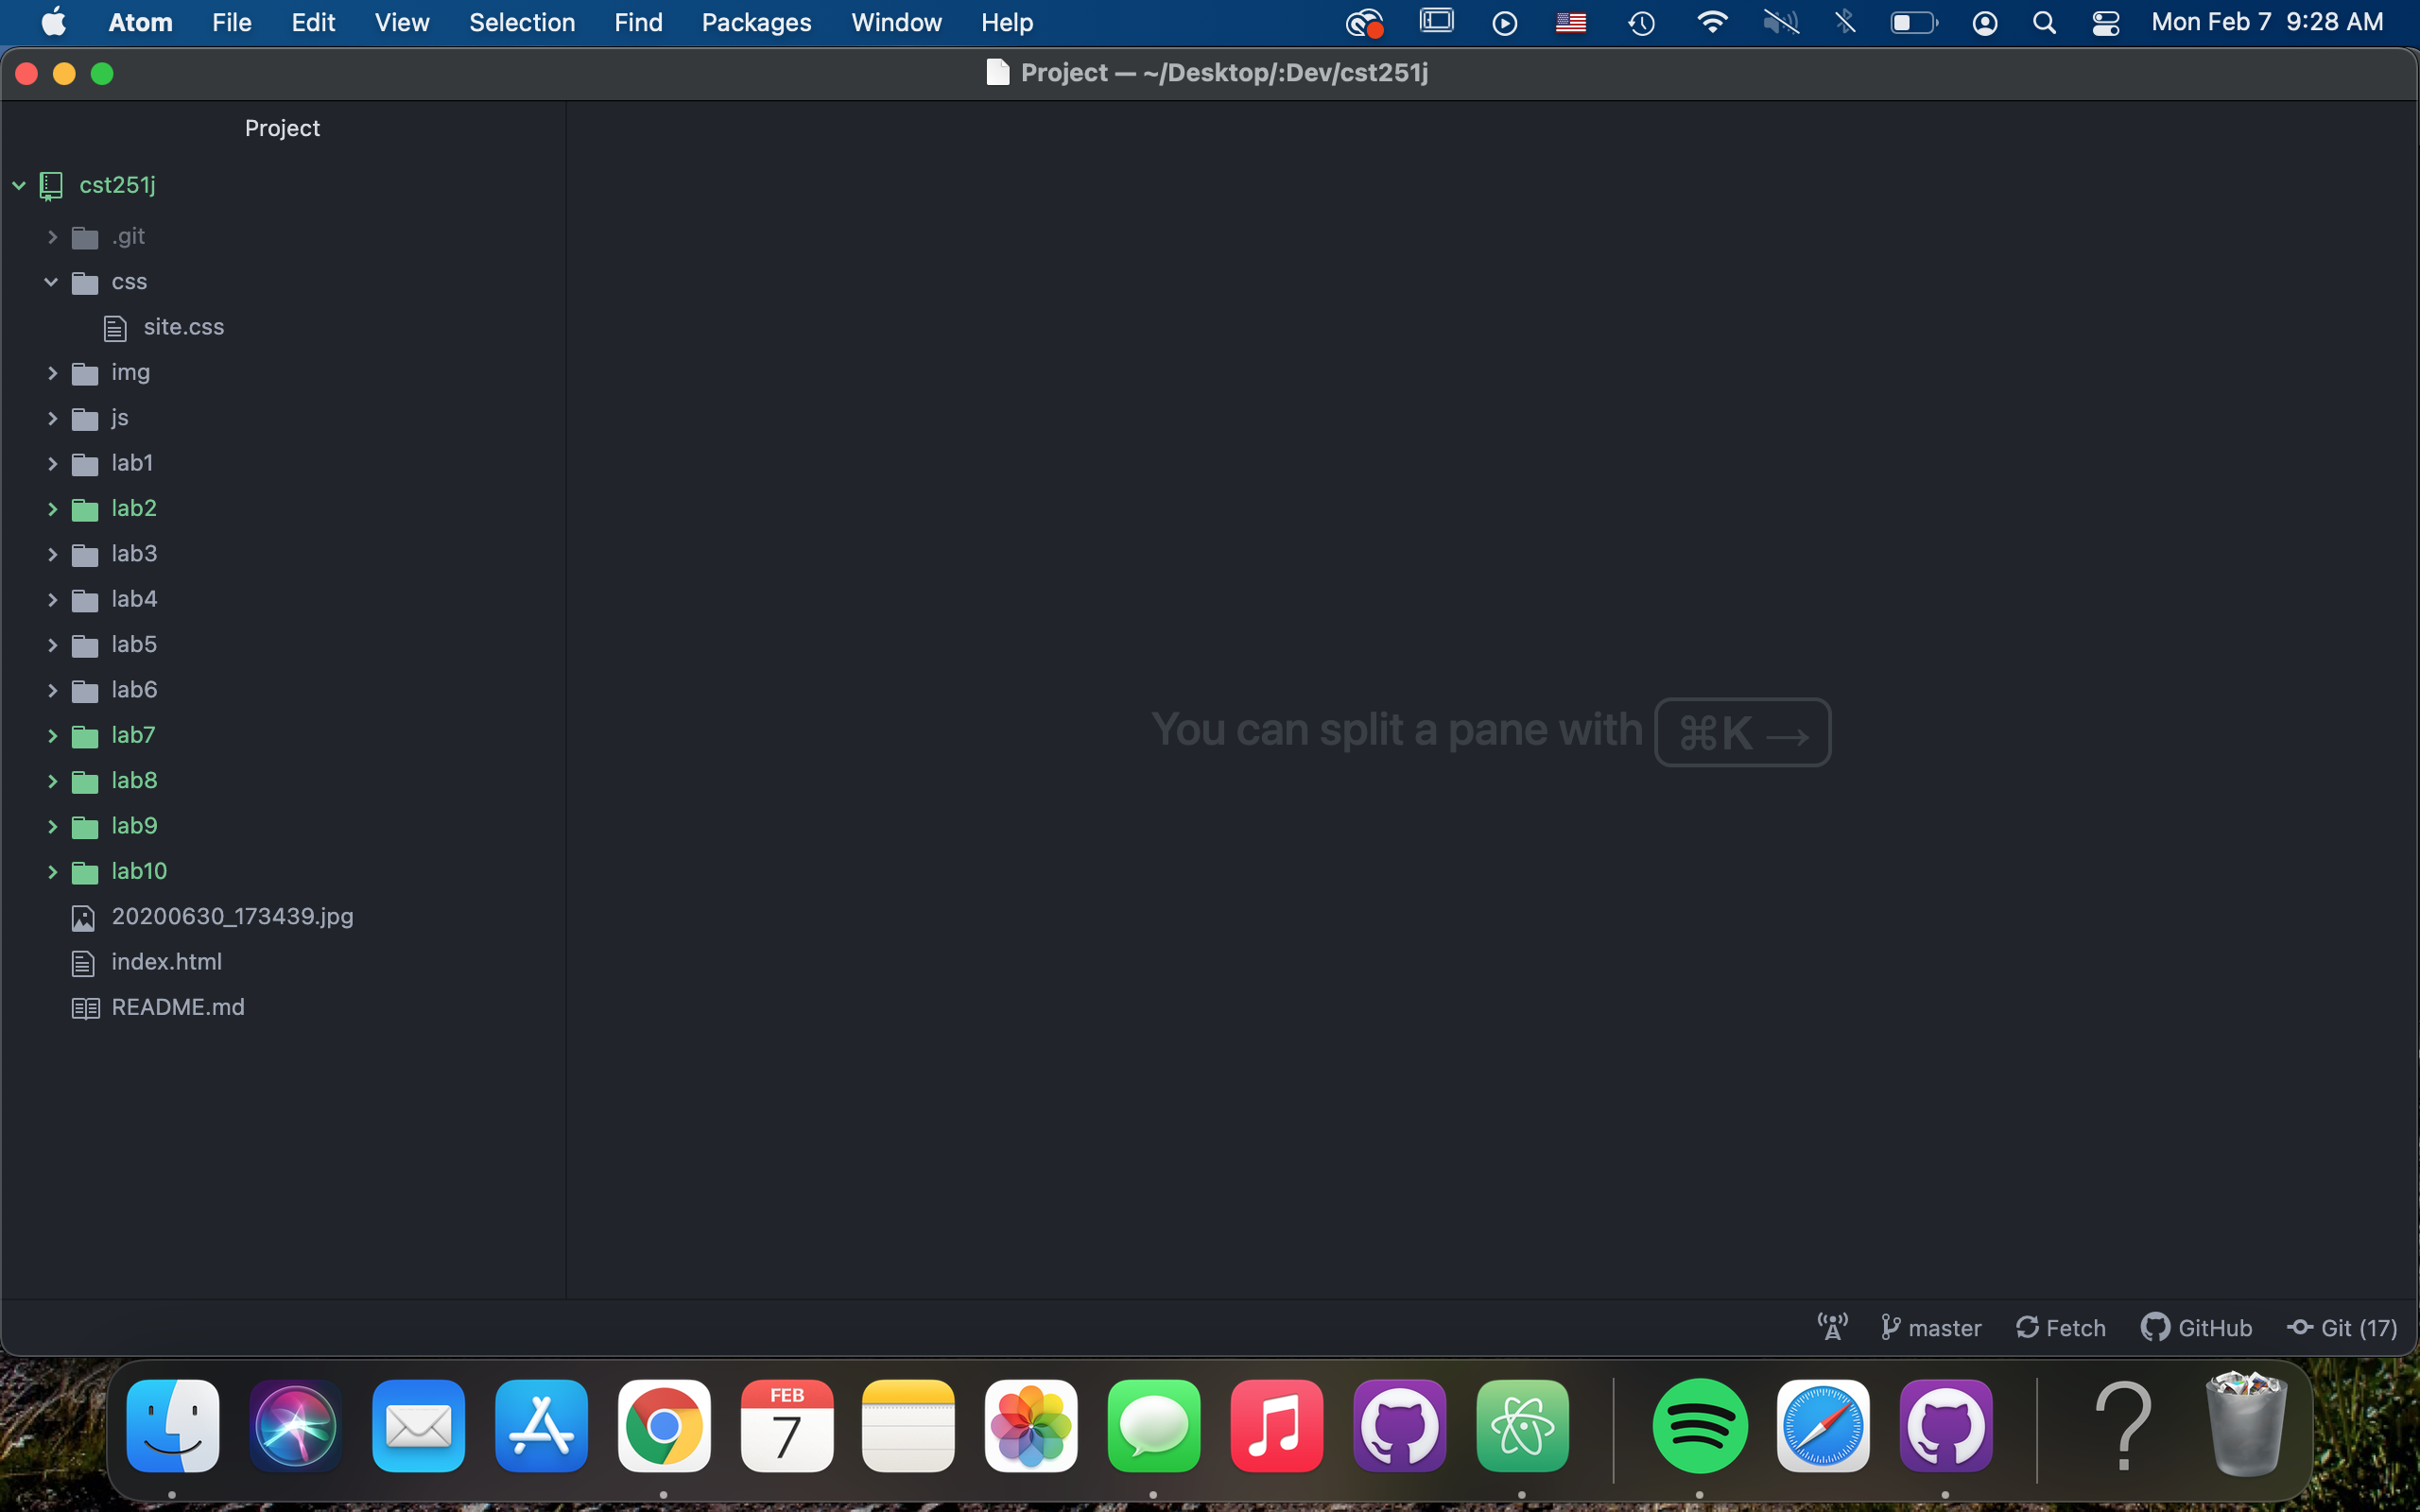 Atom File Edit View Selection Find Packages Window Help Mon Feb 7 9:28 AM
Project — ~/Desktop/:Dev/cst251j
Project
cst251j
.git
css
site.css
img
js
lab1
lab2
lab3
lab4
lab5
lab6
lab7
lab8
lab9
lab10
20200630_173439.jpg
index.html
README.md
You can split a pane with ⌘K →
master Fetch GitHub Git (17)
FEB
7
?